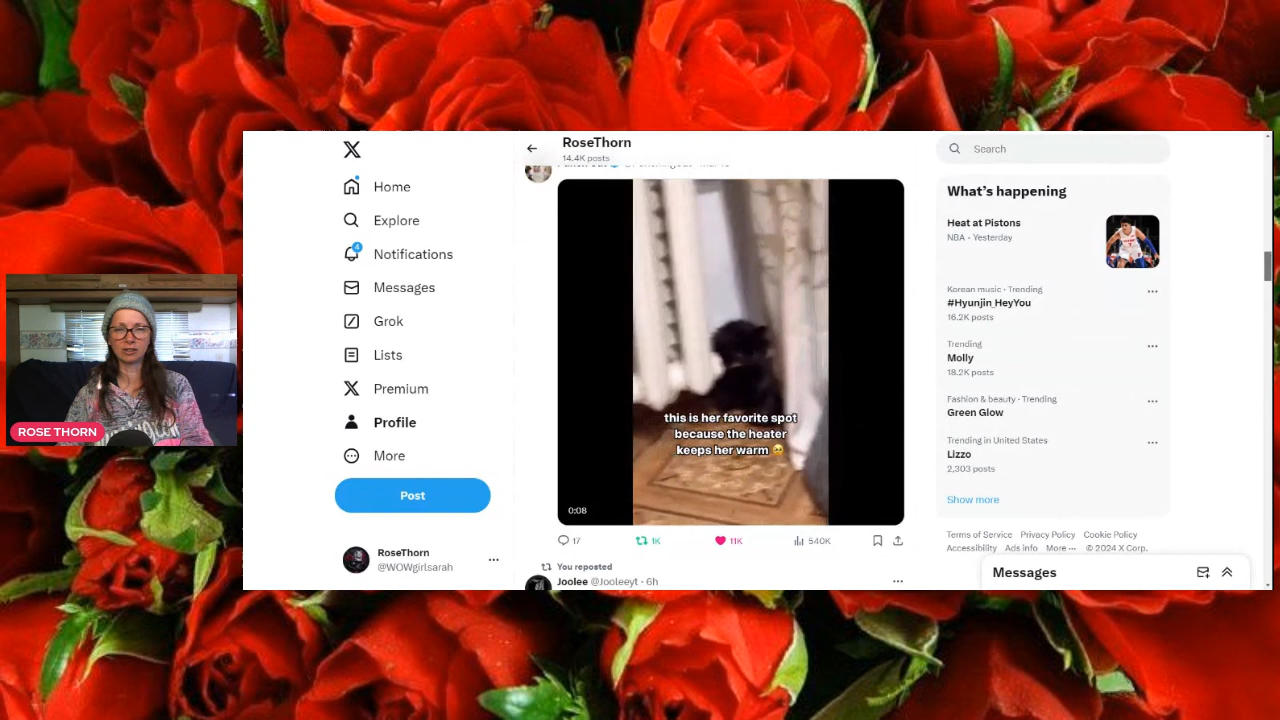 ROSE THORN
X
Home
Explore
4
Notifications
Messages
Grok
Lists
Premium
Profile
More
Post
RoseThorn
@WOWgirlsarah
RoseThorn
14.4K posts
this is her favorite spot
because the heater
keeps her warm 🥹
0:08
17
1K
11K
540K
You reposted
Joolee @Jooleeyt · 6h
Search
What's happening
Heat at Pistons
NBA · Yesterday
Korean music · Trending
#Hyunjin_HeyYou
16.2K posts
Trending
Molly
18.2K posts
Fashion & beauty · Trending
Green Glow
Trending in United States
Lizzo
2,303 posts
Show more
Terms of Service Privacy Policy Cookie Policy
Accessibility Ads info More ··· © 2024 X Corp.
Messages